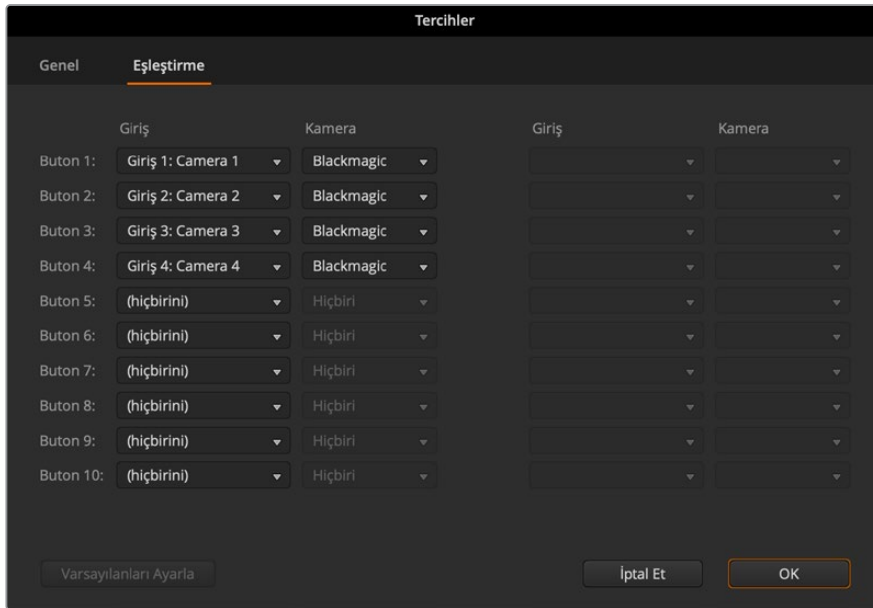 Tercihler
Genel Eşleştirme
Giriş Kamera Giriş Kamera
Buton 1: Giriş 1: Camera 1 Blackmagic
Buton 2: Giriş 2: Camera 2 Blackmagic
Buton 3: Giriş 3: Camera 3 Blackmagic
Buton 4: Giriş 4: Camera 4 Blackmagic
Buton 5: (hiçbirini) Hiçbiri
Buton 6: (hiçbirini) Hiçbiri
Buton 7: (hiçbirini) Hiçbiri
Buton 8: (hiçbirini) Hiçbiri
Buton 9: (hiçbirini) Hiçbiri
Buton 10: (hiçbirini) Hiçbiri
Varsayılanları Ayarla İptal Et OK